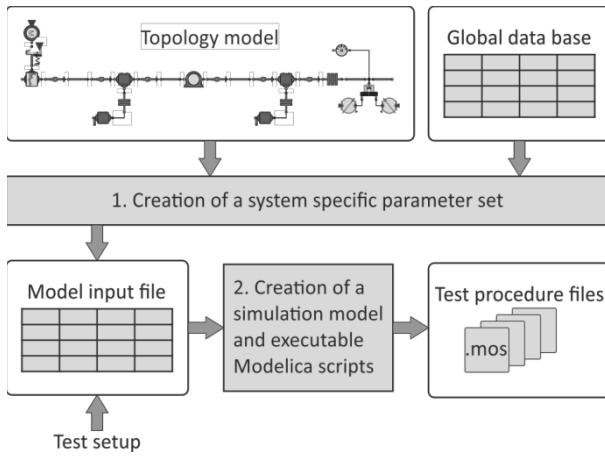 Topology model
Global data base
1. Creation of a system specific parameter set
Model input file
2. Creation of a
simulation model
and executable
Modelica scripts
Test procedure files
.mos
Test setup